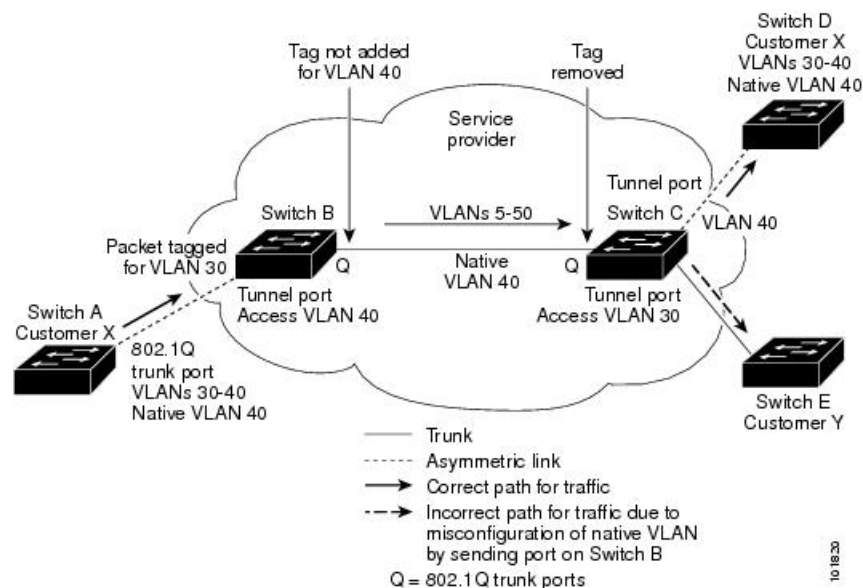 Tag not added
for VLAN 40
Tag
removed
Switch D
Customer X
VLANs 30-40
Native VLAN 40
Service
provider
Tunnel port
Switch B
VLANs 5-50
Switch C
VLAN 40
Packet tagged
for VLAN 30
Q
Native
VLAN 40
Q
Switch A
Customer X
Tunnel port
Access VLAN 40
Tunnel port
Access VLAN 30
802.1Q
trunk port
VLANs 30-40
Native VLAN 40
Switch E
Customer Y
Trunk
Asymmetric link
Correct path for traffic
Incorrect path for traffic due to
misconfiguration of native VLAN
by sending port on Switch B
Q = 802.1Q trunk ports
101820